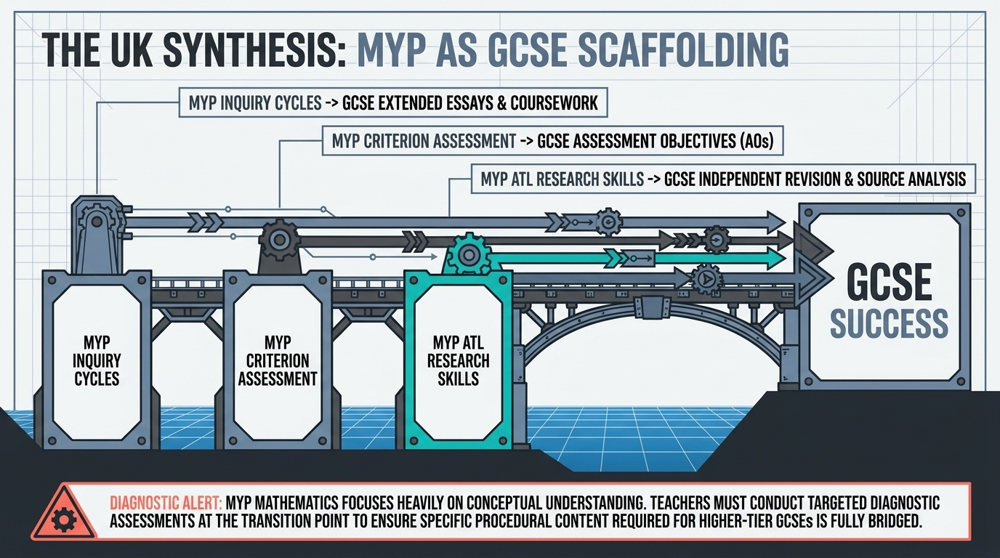 THE UK SYNTHESIS: MYP AS GCSE SCAFFOLDING
MYP INQUIRY CYCLES -> GCSE EXTENDED ESSAYS & COURSEWORK
MYP CRITERION ASSESSMENT -> GCSE ASSESSMENT OBJECTIVES (AOs)
MYP ATL RESEARCH SKILLS -> GCSE INDEPENDENT REVISION & SOURCE ANALYSIS
MYP
INQUIRY
CYCLES
MYP
CRITERION
ASSESSMENT
MYP ATL
RESEARCH
SKILLS
GCSE
SUCCESS
DIAGNOSTIC ALERT: MYP MATHEMATICS FOCUSES HEAVILY ON CONCEPTUAL UNDERSTANDING. TEACHERS MUST CONDUCT TARGETED DIAGNOSTIC
ASSESSMENTS AT THE TRANSITION POINT TO ENSURE SPECIFIC PROCEDURAL CONTENT REQUIRED FOR HIGHER-TIER GCSEs IS FULLY BRIDGED.